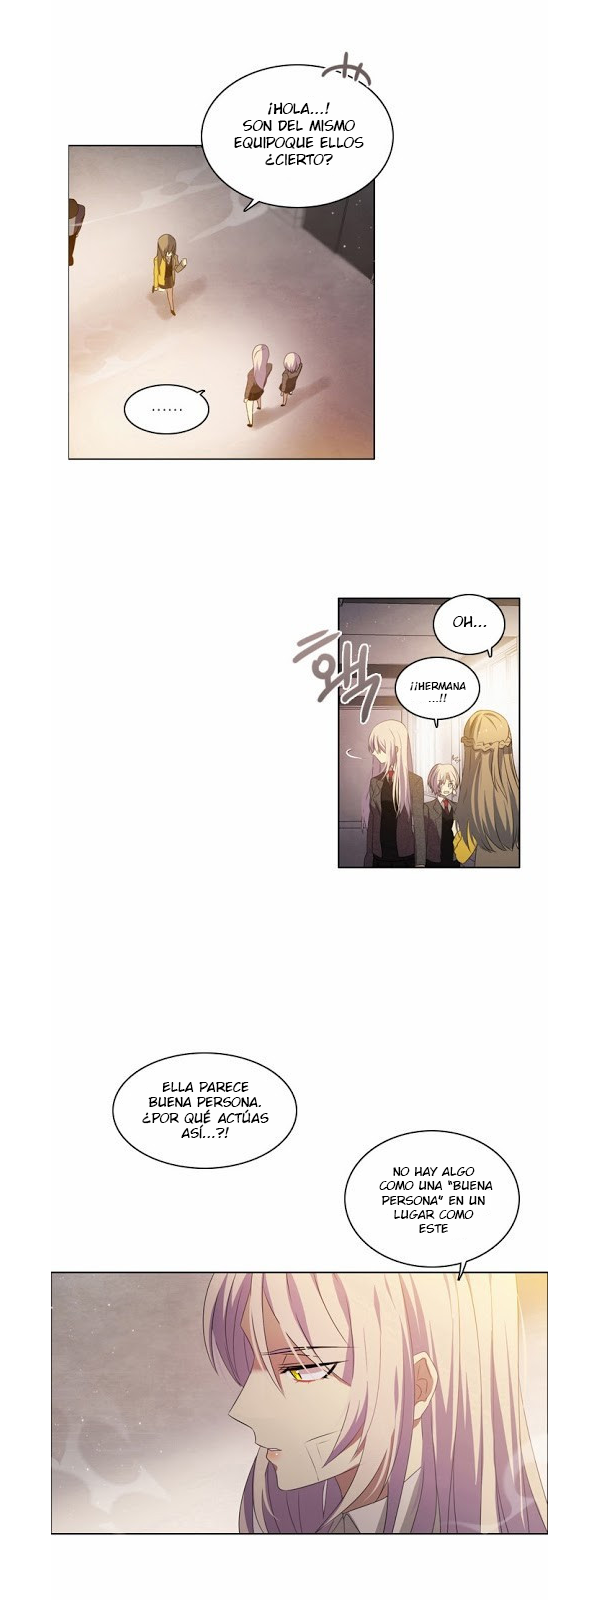 ¡HOLA...!
SON DEL MISMO
EQUIPOQUE ELLOS
¿CIERTO?
......
OH...
왜
¡¡HERMANA
...!!
ELLA PARECE
BUENA PERSONA.
¿POR QUÉ ACTÚAS
ASÍ...?!
NO HAY ALGO
COMO UNA "BUENA
PERSONA" EN UN
LUGAR COMO
ESTE